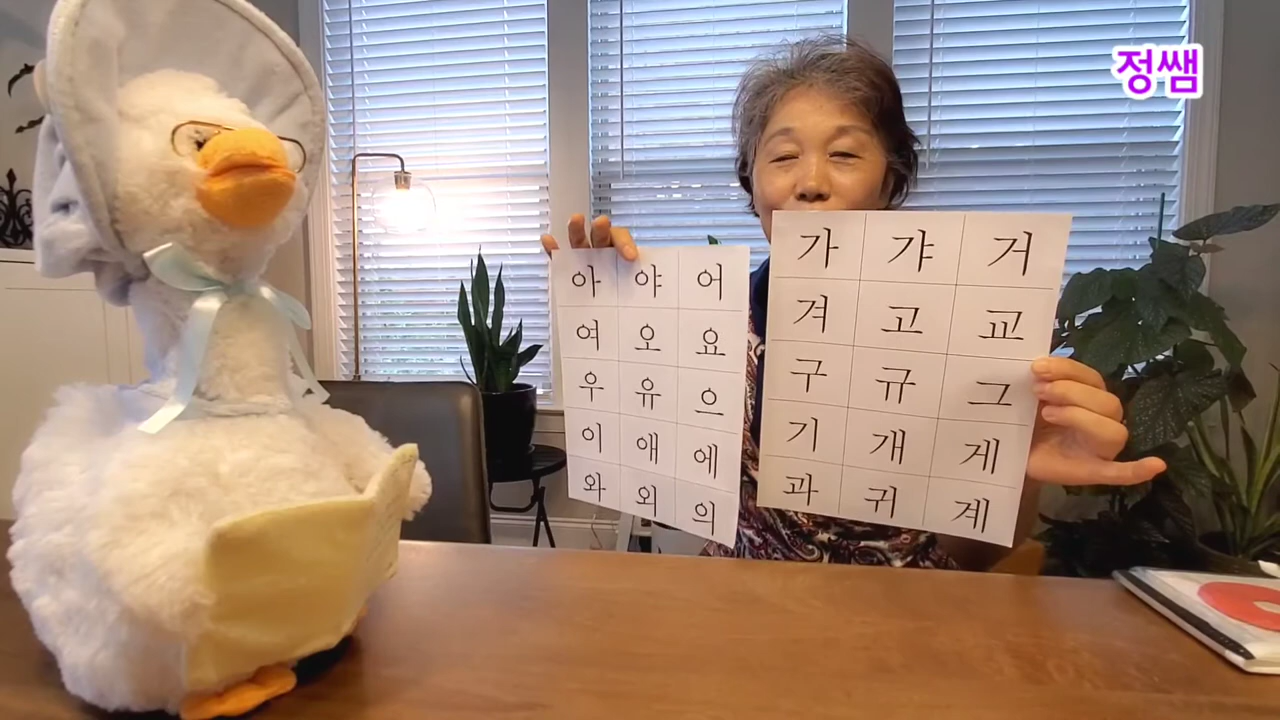 정쌤
아 야 어
여 오 요
우 유 으
이 애 에
와 외 의
가 갸 거
겨 고 교
구 규 그
기 개 게
과 귀 계